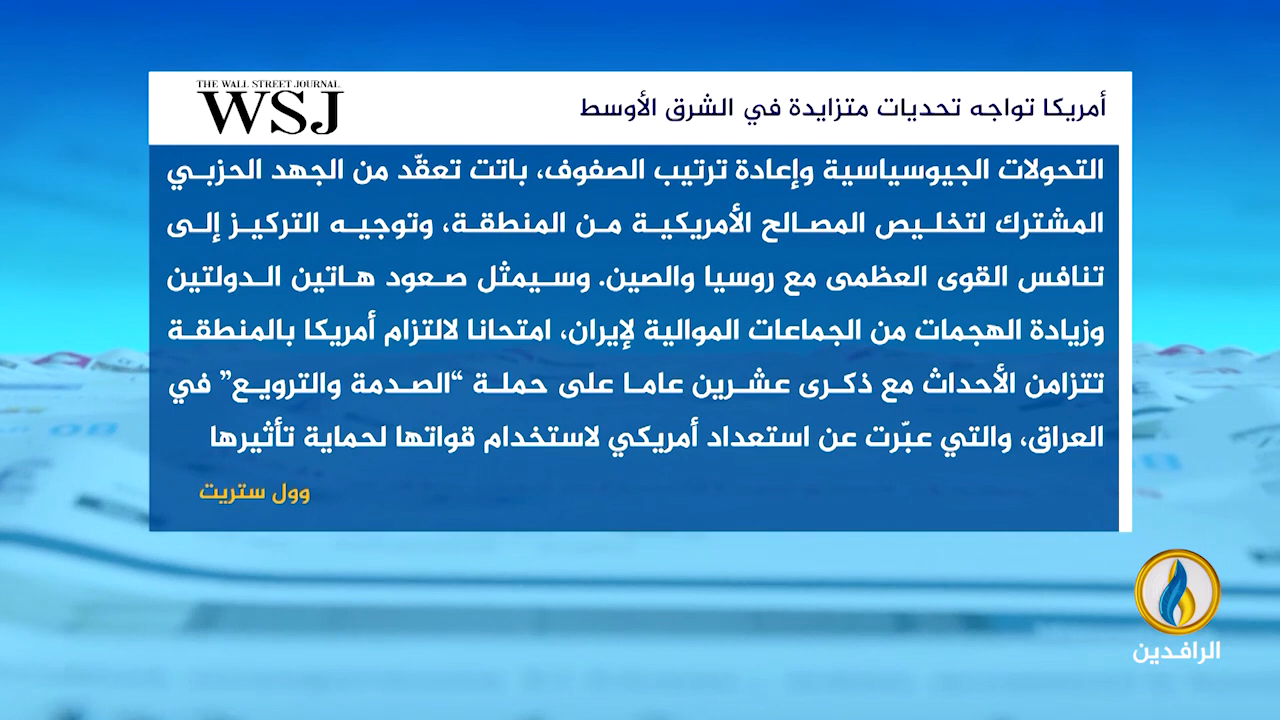 THE WALL STREET JOURNAL.
WSJ
أمريكا تواجه تحديات متزايدة في الشرق الأوسط
التحولات الجيوسياسية وإعادة ترتيب الصفوف، باتت تعقّد من الجهد الحزبي
المشترك لتخليص المصالح الأمريكية من المنطقة، وتوجيه التركيز إلى
تنافس القوى العظمى مع روسيا والصين. وسيمثل صعود هاتين الدولتين
وزيادة الهجمات من الجماعات الموالية لإيران، امتحانا لالتزام أمريكا بالمنطقة
تتزامن الأحداث مع ذكرى عشرين عاما على حملة “الصدمة والترويع” في
العراق، والتي عبّرت عن استعداد أمريكي لاستخدام قواتها لحماية تأثيرها
وول ستريت
الرافدين